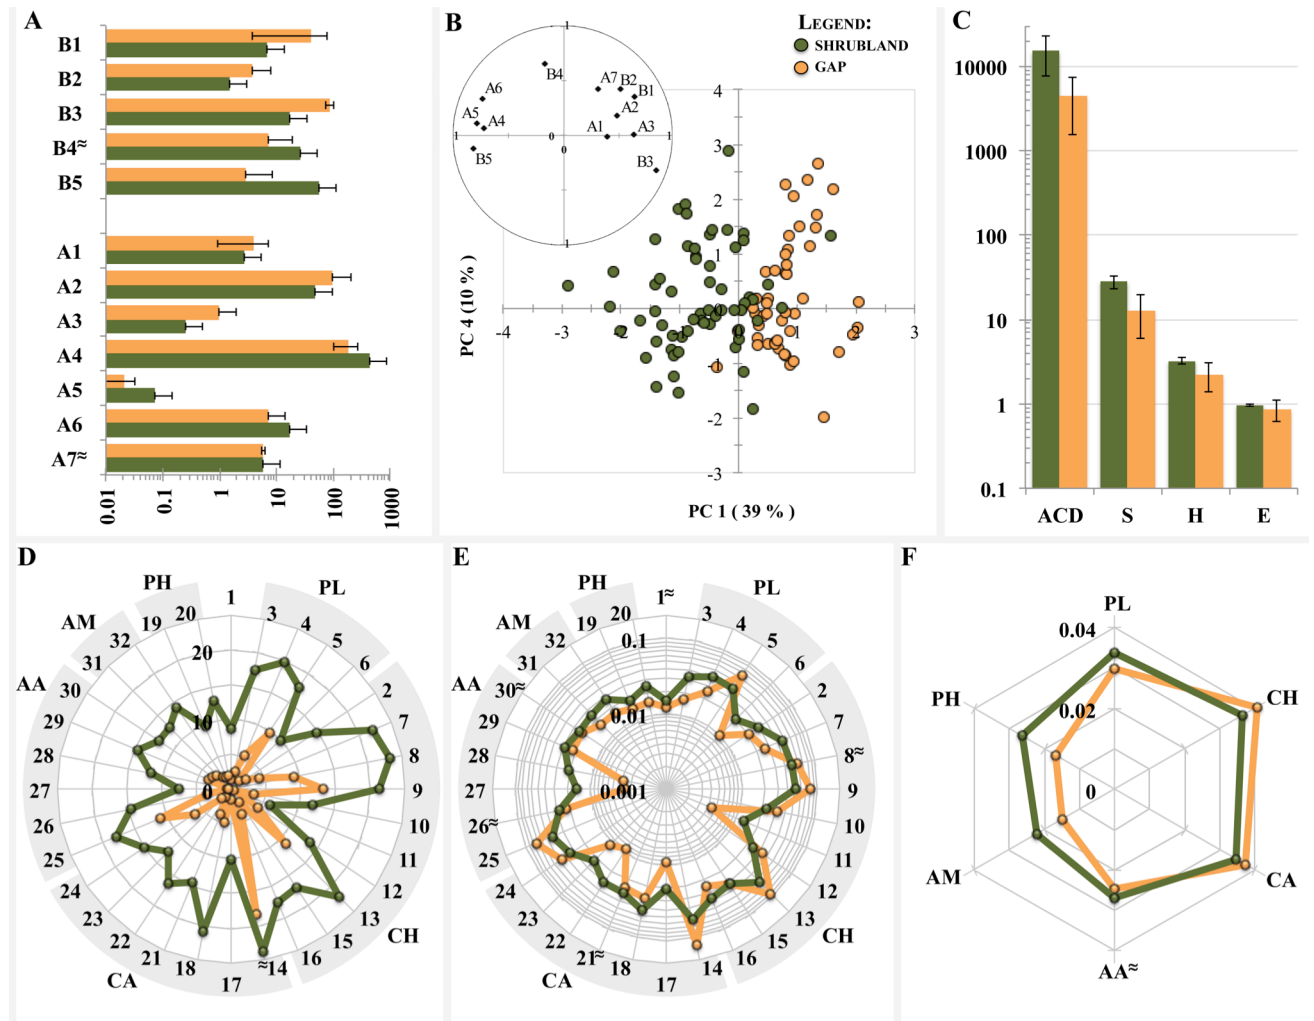 A
B1
B2
B3
B4≈
B5
A1
A2
A3
A4
A5
A6
A7≈
0.01 0.1 1 10 100 1000
B
LEGEND:
SHRUBLAND
GAP
1
B4
A7 B2
A6 B1
A5 A4 A2
A1 A3
1 0 1
0
B5 B3
1
4
3
2
1
0
-1
-2
-3
-4 -3 -2 -1 0 1 2 3
PC 4 (10 % )
PC 1 ( 39 % )
C
10000
1000
100
10
1
0.1
ACD S H E
D
PH PL
AM
AA
CA
CH
1 3 4 5 6 2 7 8 9 10 11 12 13 15 16 ≈14 17 18 21 22 23 24 25 26 27 28 29 30 31 32 19 20
20
10
0
E
PH PL
AM
AA
CA
CH
1≈ 3 4 5 6 2 7 8≈ 9 10 11 12 13 15 16 14 17 18 21≈ 22 23 24 25 26≈ 27 28 29 30≈ 31 32 19 20
0.1
0.01
0.001
F
PL
0.04
PH CH
0.02
0
AM CA
AA≈